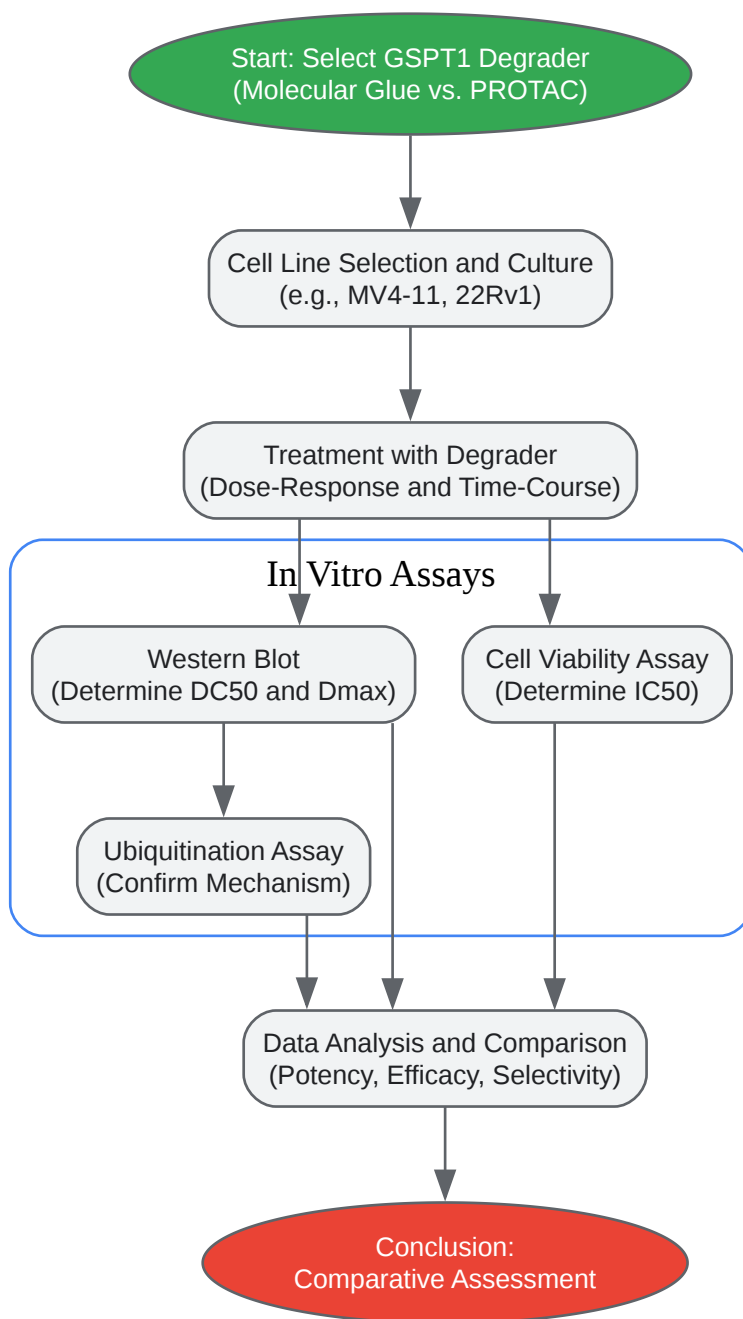 Start: Select GSPT1 Degrader
(Molecular Glue vs. PROTAC)
Cell Line Selection and Culture
(e.g., MV4-11, 22Rv1)
Treatment with Degrader
(Dose-Response and Time-Course)
In Vitro Assays
Western Blot
(Determine DC50 and Dmax)
Cell Viability Assay
(Determine IC50)
Ubiquitination Assay
(Confirm Mechanism)
Data Analysis and Comparison
(Potency, Efficacy, Selectivity)
Conclusion:
Comparative Assessment